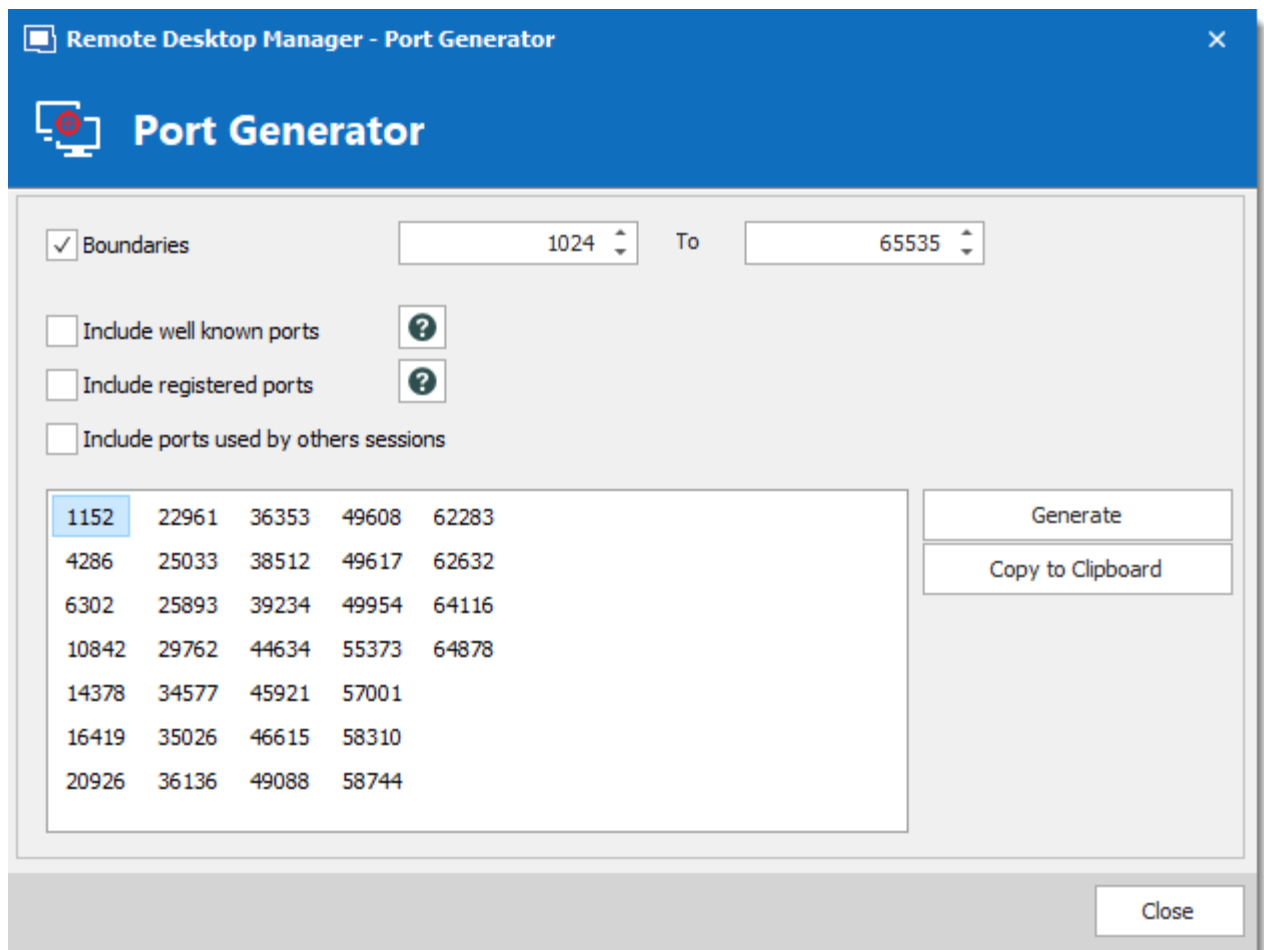 Remote Desktop Manager - Port Generator
Port Generator
Boundaries 1024 To 65535
Include well known ports
Include registered ports
Include ports used by others sessions
1152 22961 36353 49608 62283
4286 25033 38512 49617 62632
6302 25893 39234 49954 64116
10842 29762 44634 55373 64878
14378 34577 45921 57001
16419 35026 46615 58310
20926 36136 49088 58744
Generate
Copy to Clipboard
Close